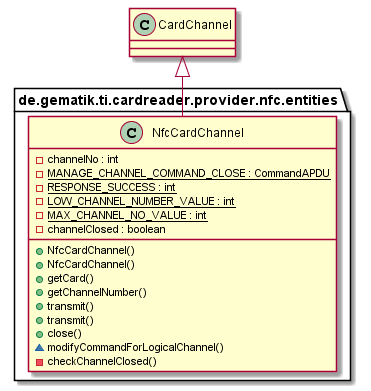 C CardChannel
de.gematik.ti.cardreader.provider.nfc.entities
C NfcCardChannel
channelNo : int
MANAGE_CHANNEL_COMMAND_CLOSE : CommandAPDU
RESPONSE_SUCCESS : int
LOW_CHANNEL_NUMBER_VALUE : int
MAX_CHANNEL_NO_VALUE : int
channelClosed : boolean
NfcCardChannel()
NfcCardChannel()
getCard()
getChannelNumber()
transmit()
transmit()
close()
modifyCommandForLogicalChannel()
checkChannelClosed()